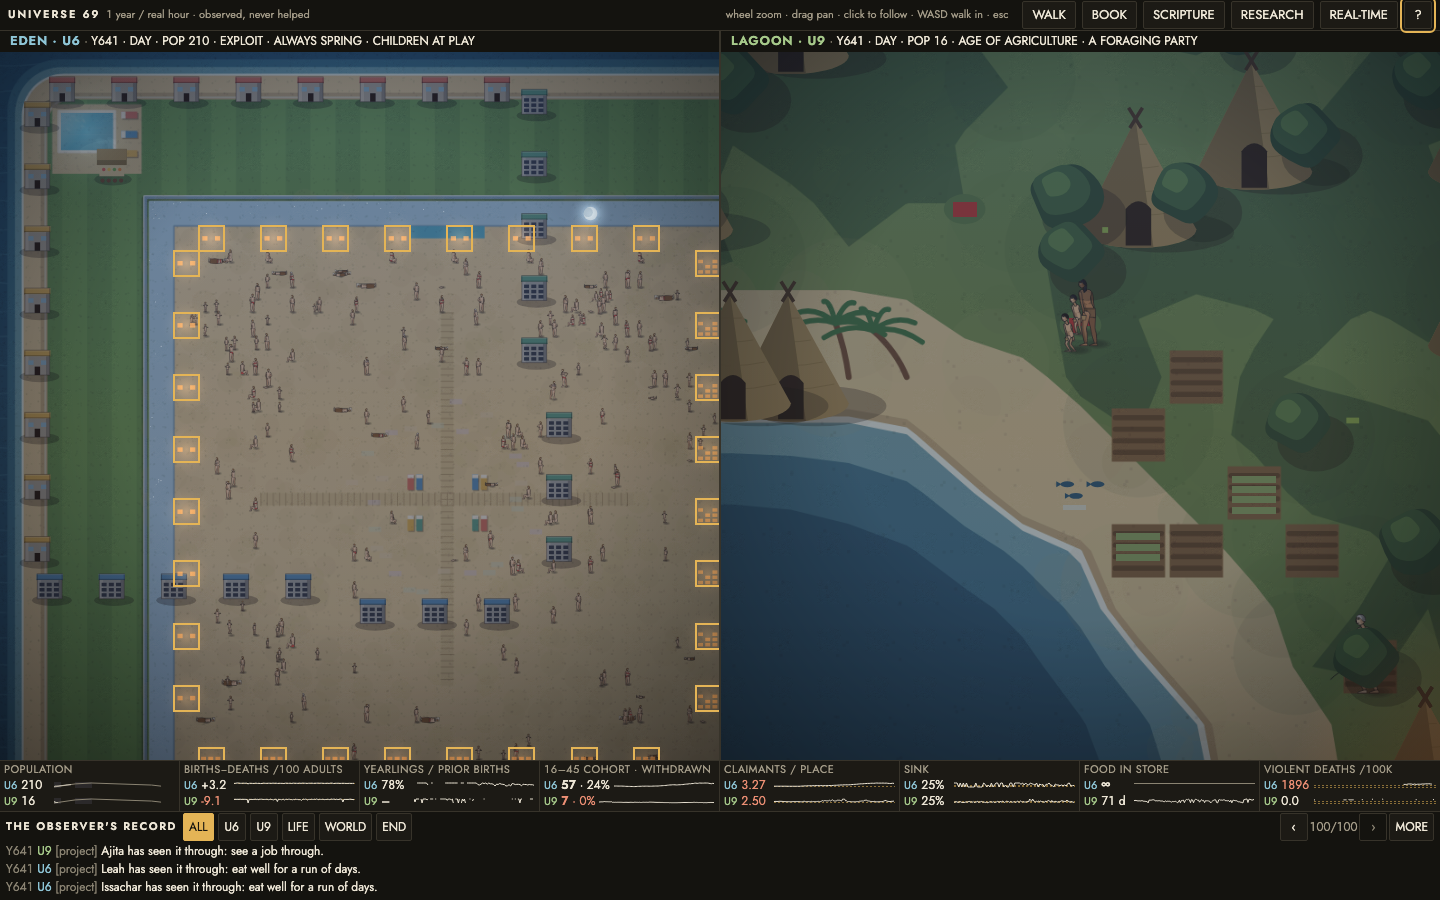 UNIVERSE 69 1 year / real hour · observed, never helped
wheel zoom · drag pan · click to follow · WASD walk in · esc WALK BOOK SCRIPTURE RESEARCH REAL-TIME ?
EDEN · U6 · Y641 · DAY · POP 210 · EXPLOIT · ALWAYS SPRING · CHILDREN AT PLAY
LAGOON · U9 · Y641 · DAY · POP 16 · AGE OF AGRICULTURE · A FORAGING PARTY
POPULATION
U6 210
U9 16
BIRTHS–DEATHS /100 ADULTS
U6 +3.2
U9 -9.1
YEARLINGS / PRIOR BIRTHS
U6 78%
U9 –
16–45 COHORT · WITHDRAWN
U6 57 · 24%
U9 7 · 0%
CLAIMANTS / PLACE
U6 3.27
U9 2.50
SINK
U6 25%
U9 25%
FOOD IN STORE
U6 ∞
U9 71 d
VIOLENT DEATHS /100K
U6 1896
U9 0.0
THE OBSERVER'S RECORD ALL U6 U9 LIFE WORLD END ‹ 100/100 › MORE
Y641 U9 [project] Ajita has seen it through: see a job through.
Y641 U6 [project] Leah has seen it through: eat well for a run of days.
Y641 U6 [project] Issachar has seen it through: eat well for a run of days.